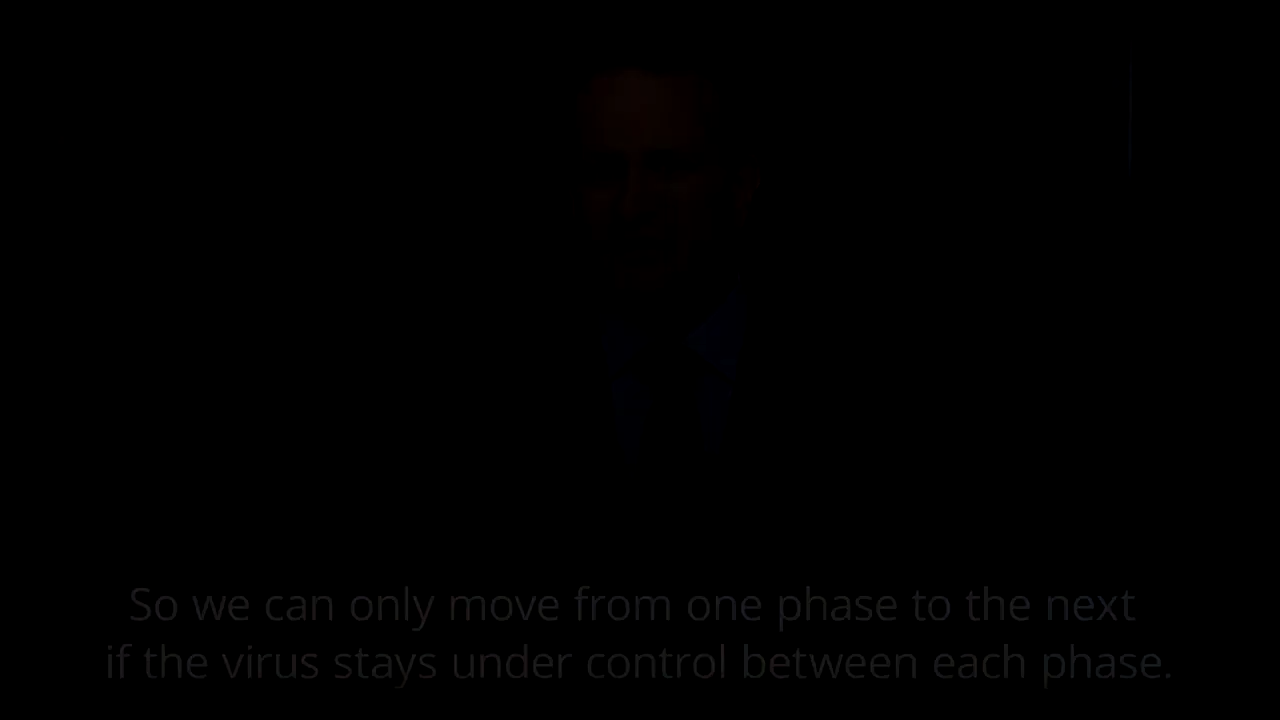 So we can only move from one phase to the next
if the virus stays under control between each phase.